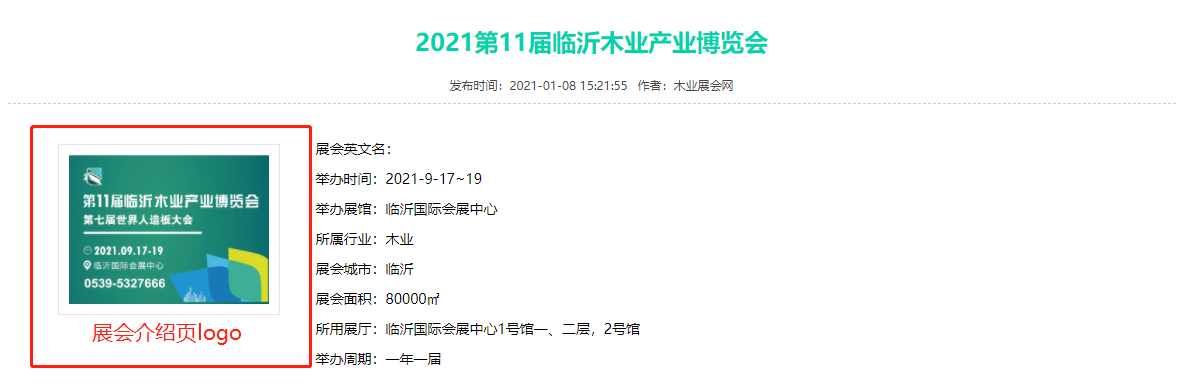 2021第11届临沂木业产业博览会
发布时间：2021-01-08 15:21:55 作者：木业展会网
第11届临沂木业产业博览会
第七届世界人造板大会
2021.09.17-19
临沂国际会展中心
0539-5327666
展会介绍页logo
展会英文名：
举办时间：2021-9-17~19
举办展馆：临沂国际会展中心
所属行业：木业
展会城市：临沂
展会面积：80000㎡
所用展厅：临沂国际会展中心1号馆一、二层，2号馆
举办周期：一年一届